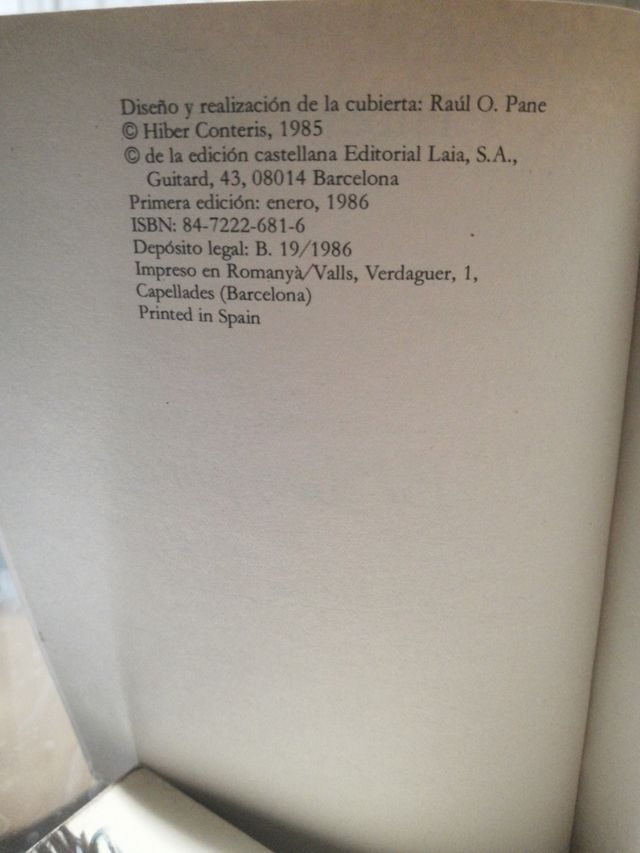 Diseño y realización de la cubierta: Raúl O. Pane
© Hiber Conteris, 1985
© de la edición castellana Editorial Laia, S.A.,
Guitard, 43, 08014 Barcelona
Primera edición: enero, 1986
ISBN: 84-7222-681-6
Depósito legal: B. 19/1986
Impreso en Romanyà/Valls, Verdaguer, 1,
Capellades (Barcelona)
Printed in Spain